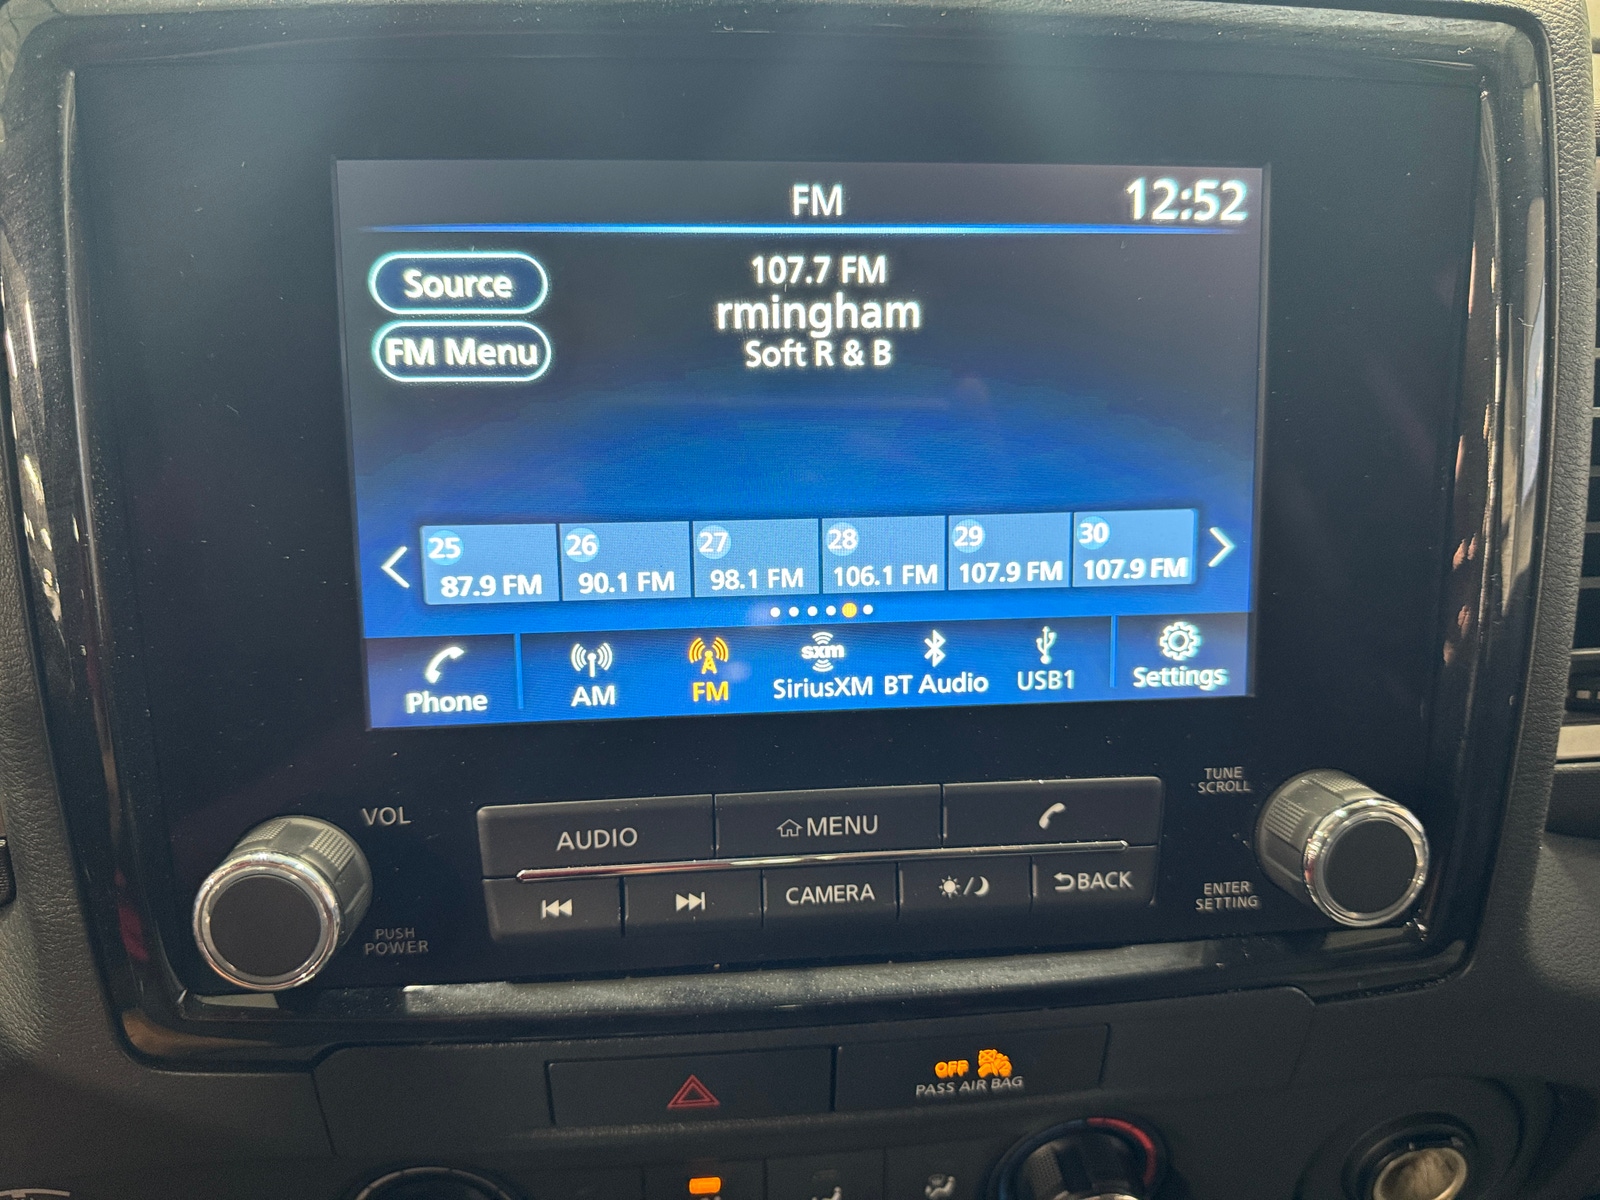 FM
12:52
Source
FM Menu
107.7 FM
rmingham
Soft R & B
25
87.9 FM
26
90.1 FM
27
98.1 FM
28
106.1 FM
29
107.9 FM
30
107.9 FM
Phone
AM
FM
sxm
SiriusXM
BT Audio
USB1
Settings
VOL
PUSH
POWER
AUDIO
MENU
CAMERA
BACK
TUNE
SCROLL
ENTER
SETTING
OFF
PASS AIR BAG